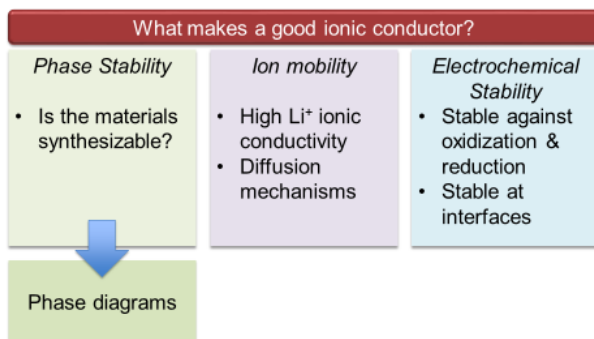 What makes a good ionic conductor?
Phase Stability
• Is the materials
synthesizable?
Ion mobility
• High Li⁺ ionic
conductivity
• Diffusion
mechanisms
Electrochemical
Stability
• Stable against
oxidization &
reduction
• Stable at
interfaces
Phase diagrams